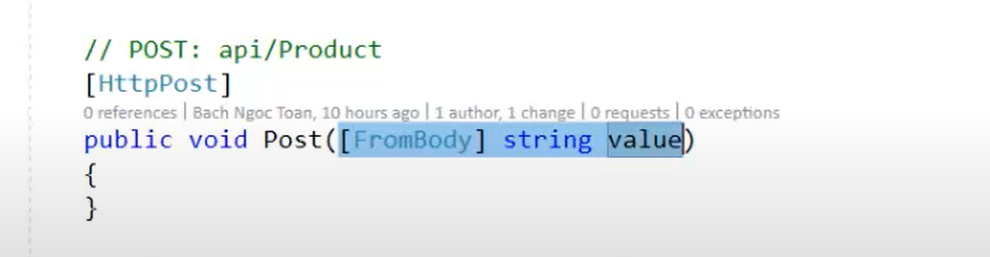 // POST: api/Product
[HttpPost]
0 references | Bach Ngoc Toan, 10 hours ago | 1 author, 1 change | 0 requests | 0 exceptions
public void Post([FromBody] string value)
{
}